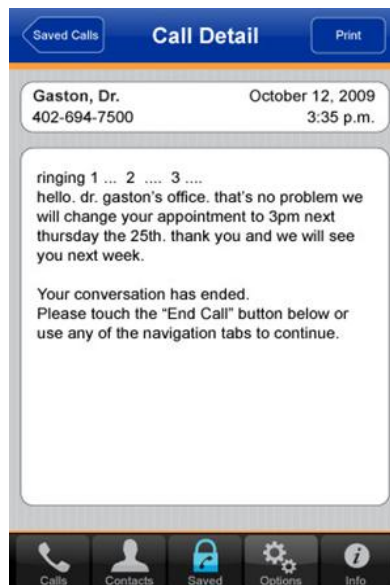 Saved Calls
Call Detail
Print
Gaston, Dr.
October 12, 2009
402-694-7500
3:35 p.m.
ringing 1 ... 2 .... 3 ....
hello. dr. gaston's office. that's no problem we
will change your appointment to 3pm next
thursday the 25th. thank you and we will see
you next week.
Your conversation has ended.
Please touch the “End Call” button below or
use any of the navigation tabs to continue.
Calls
Contacts
Saved
Options
Info